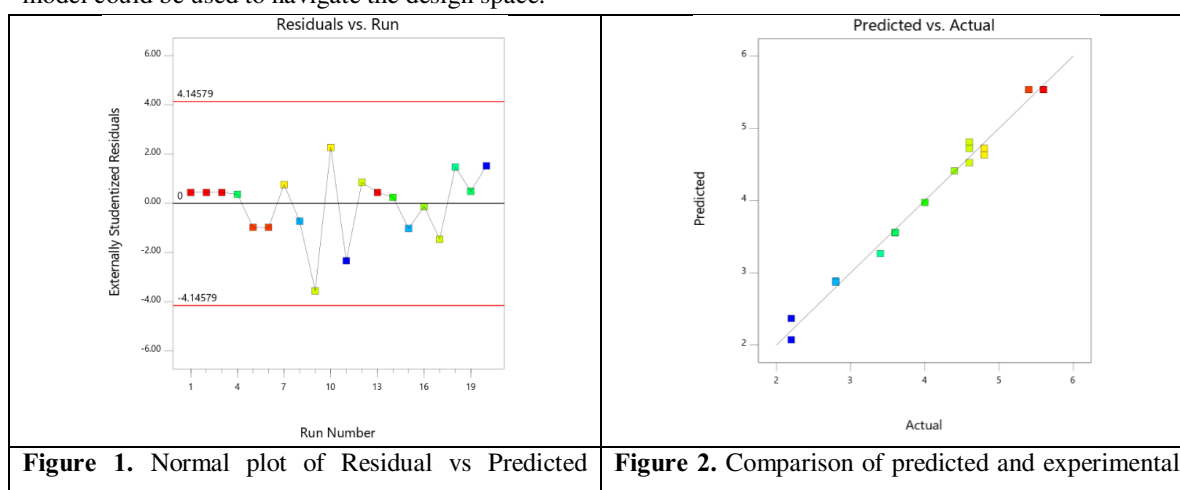 model could be used to navigate the design space.
Residuals vs. Run
6.00
4.14579
4.00
2.00
0
0.00
-2.00
-4.00
-4.14579
-6.00
Externally Studentized Residuals
1 4 7 10 13 16 19
Run Number
Predicted vs. Actual
6
5
4
3
2
Predicted
2 3 4 5 6
Actual
Figure 1. Normal plot of Residual vs Predicted
Figure 2. Comparison of predicted and experimental